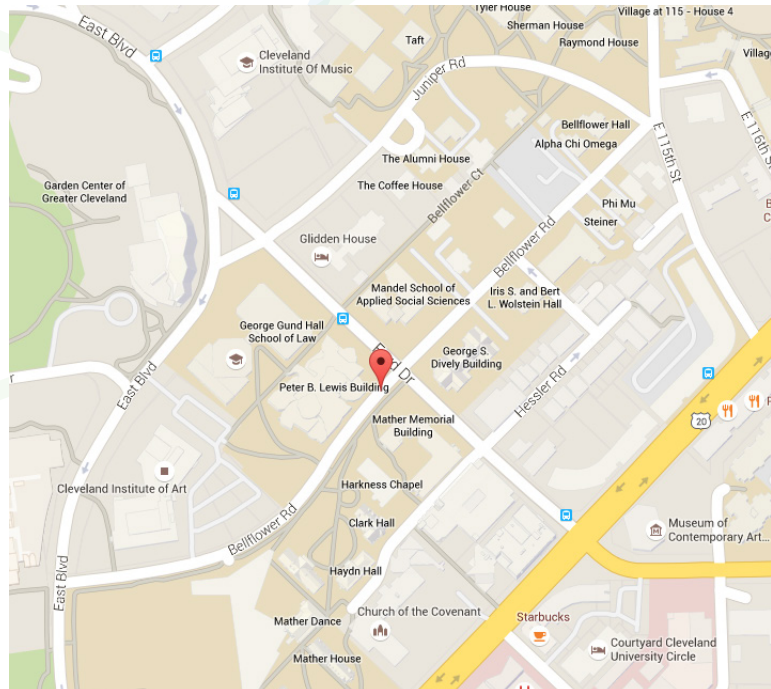 East Blvd
Cleveland
Institute Of Music
Taft
Tyler House
Sherman House
Raymond House
Village at 115 - House 4
Juniper Rd
E 115th St
E 116th St
Bellflower Hall
Alpha Chi Omega
The Alumni House
The Coffee House
Bellflower Ct
Garden Center of
Greater Cleveland
Phi Mu
Steiner
Glidden House
Bellflower Rd
Mandel School of
Applied Social Sciences
Iris S. and Bert
L. Wolstein Hall
George Gund Hall
School of Law
Dr
George S.
Dively Building
Peter B. Lewis Building
East Blvd
Hessler Rd
20
Mather Memorial
Building
Harkness Chapel
Cleveland Institute of Art
Clark Hall
Bellflower Rd
Museum of
Contemporary Art...
Haydn Hall
East Blvd
Church of the Covenant
Mather Dance
Starbucks
Mather House
Courtyard Cleveland
University Circle